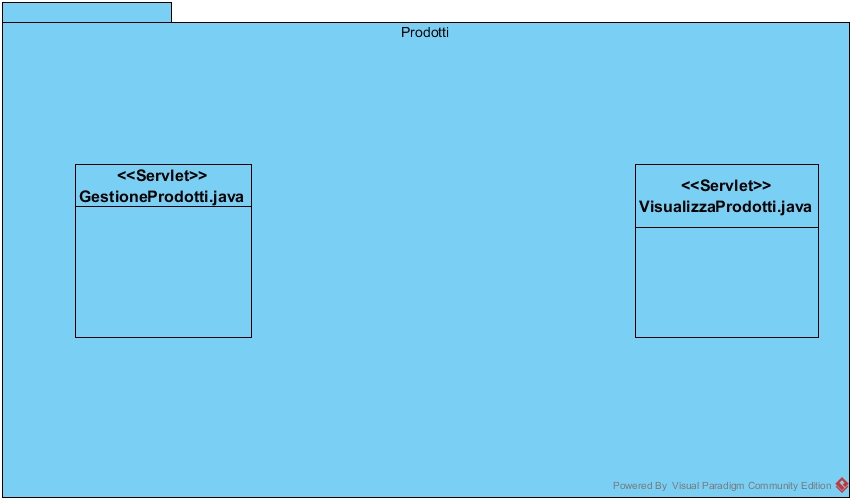 Prodotti
<<Servlet>>
GestioneProdotti.java
<<Servlet>>
VisualizzaProdotti.java
Powered By Visual Paradigm Community Edition